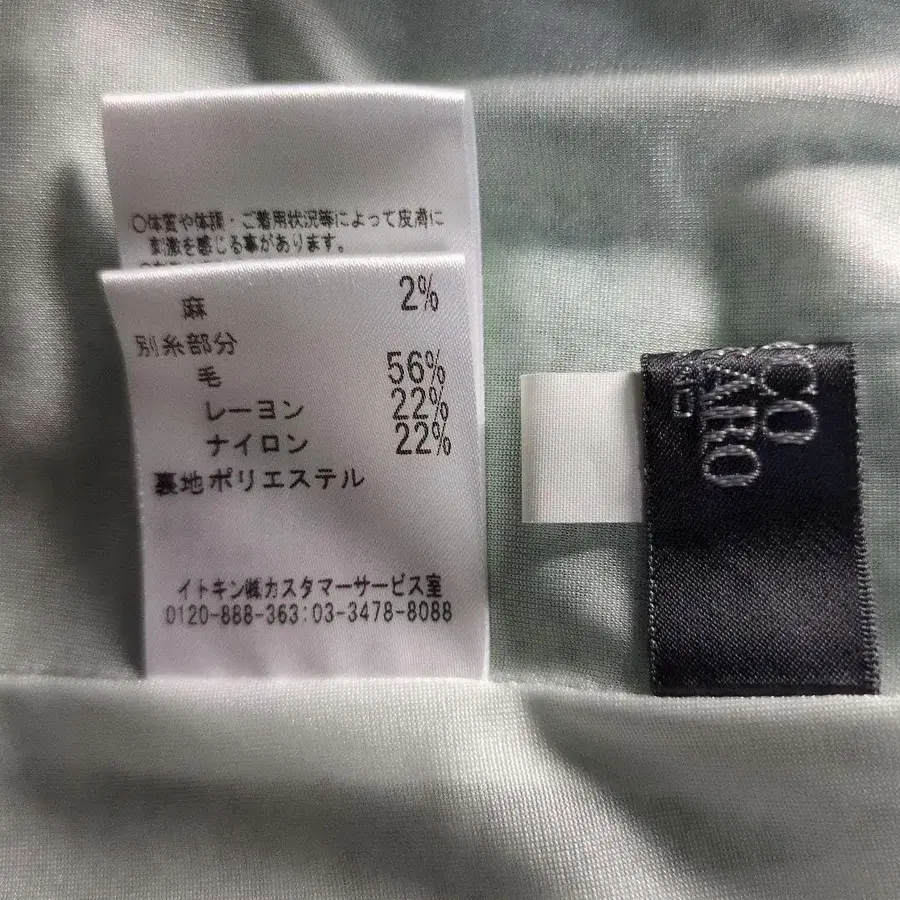 ○体質や体調・ご着用状況等によって皮膚に
刺激を感じる事があります。
麻 2%
別糸部分
毛 56%
レーヨン 22%
ナイロン 22%
裏地ポリエステル
イトキン㈱カスタマーサービス室
0120-888-363:03-3478-8088
CO
ARO